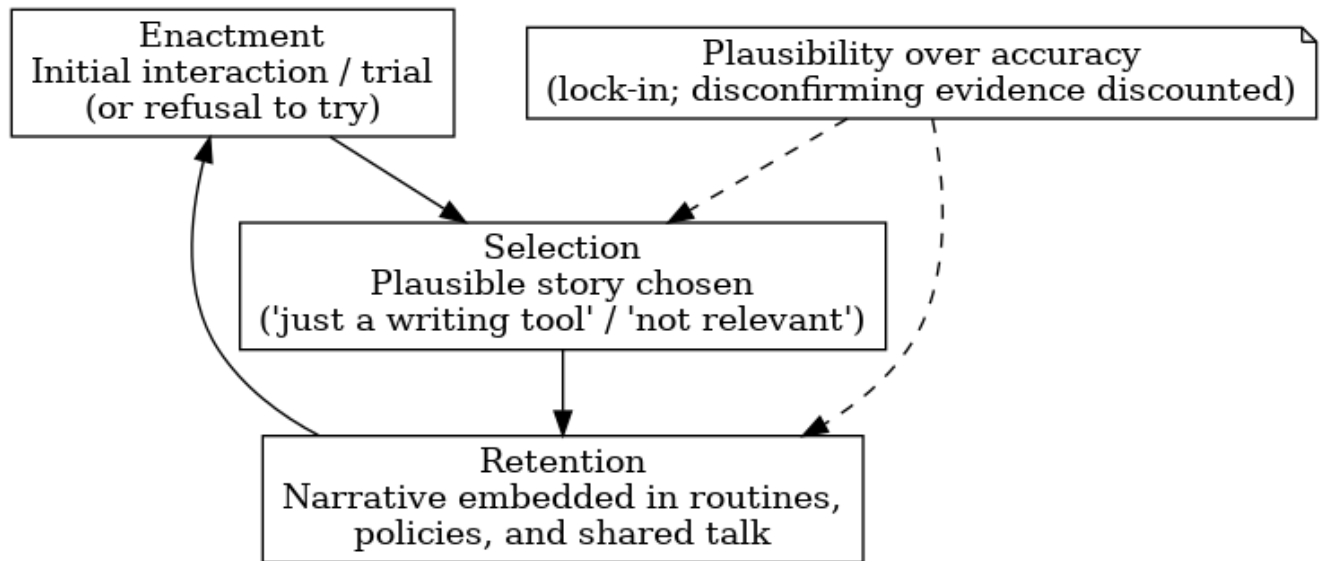 Enactment
Initial interaction / trial
(or refusal to try)
Plausibility over accuracy
(lock-in; disconfirming evidence discounted)
Selection
Plausible story chosen
('just a writing tool' / 'not relevant')
Retention
Narrative embedded in routines,
policies, and shared talk